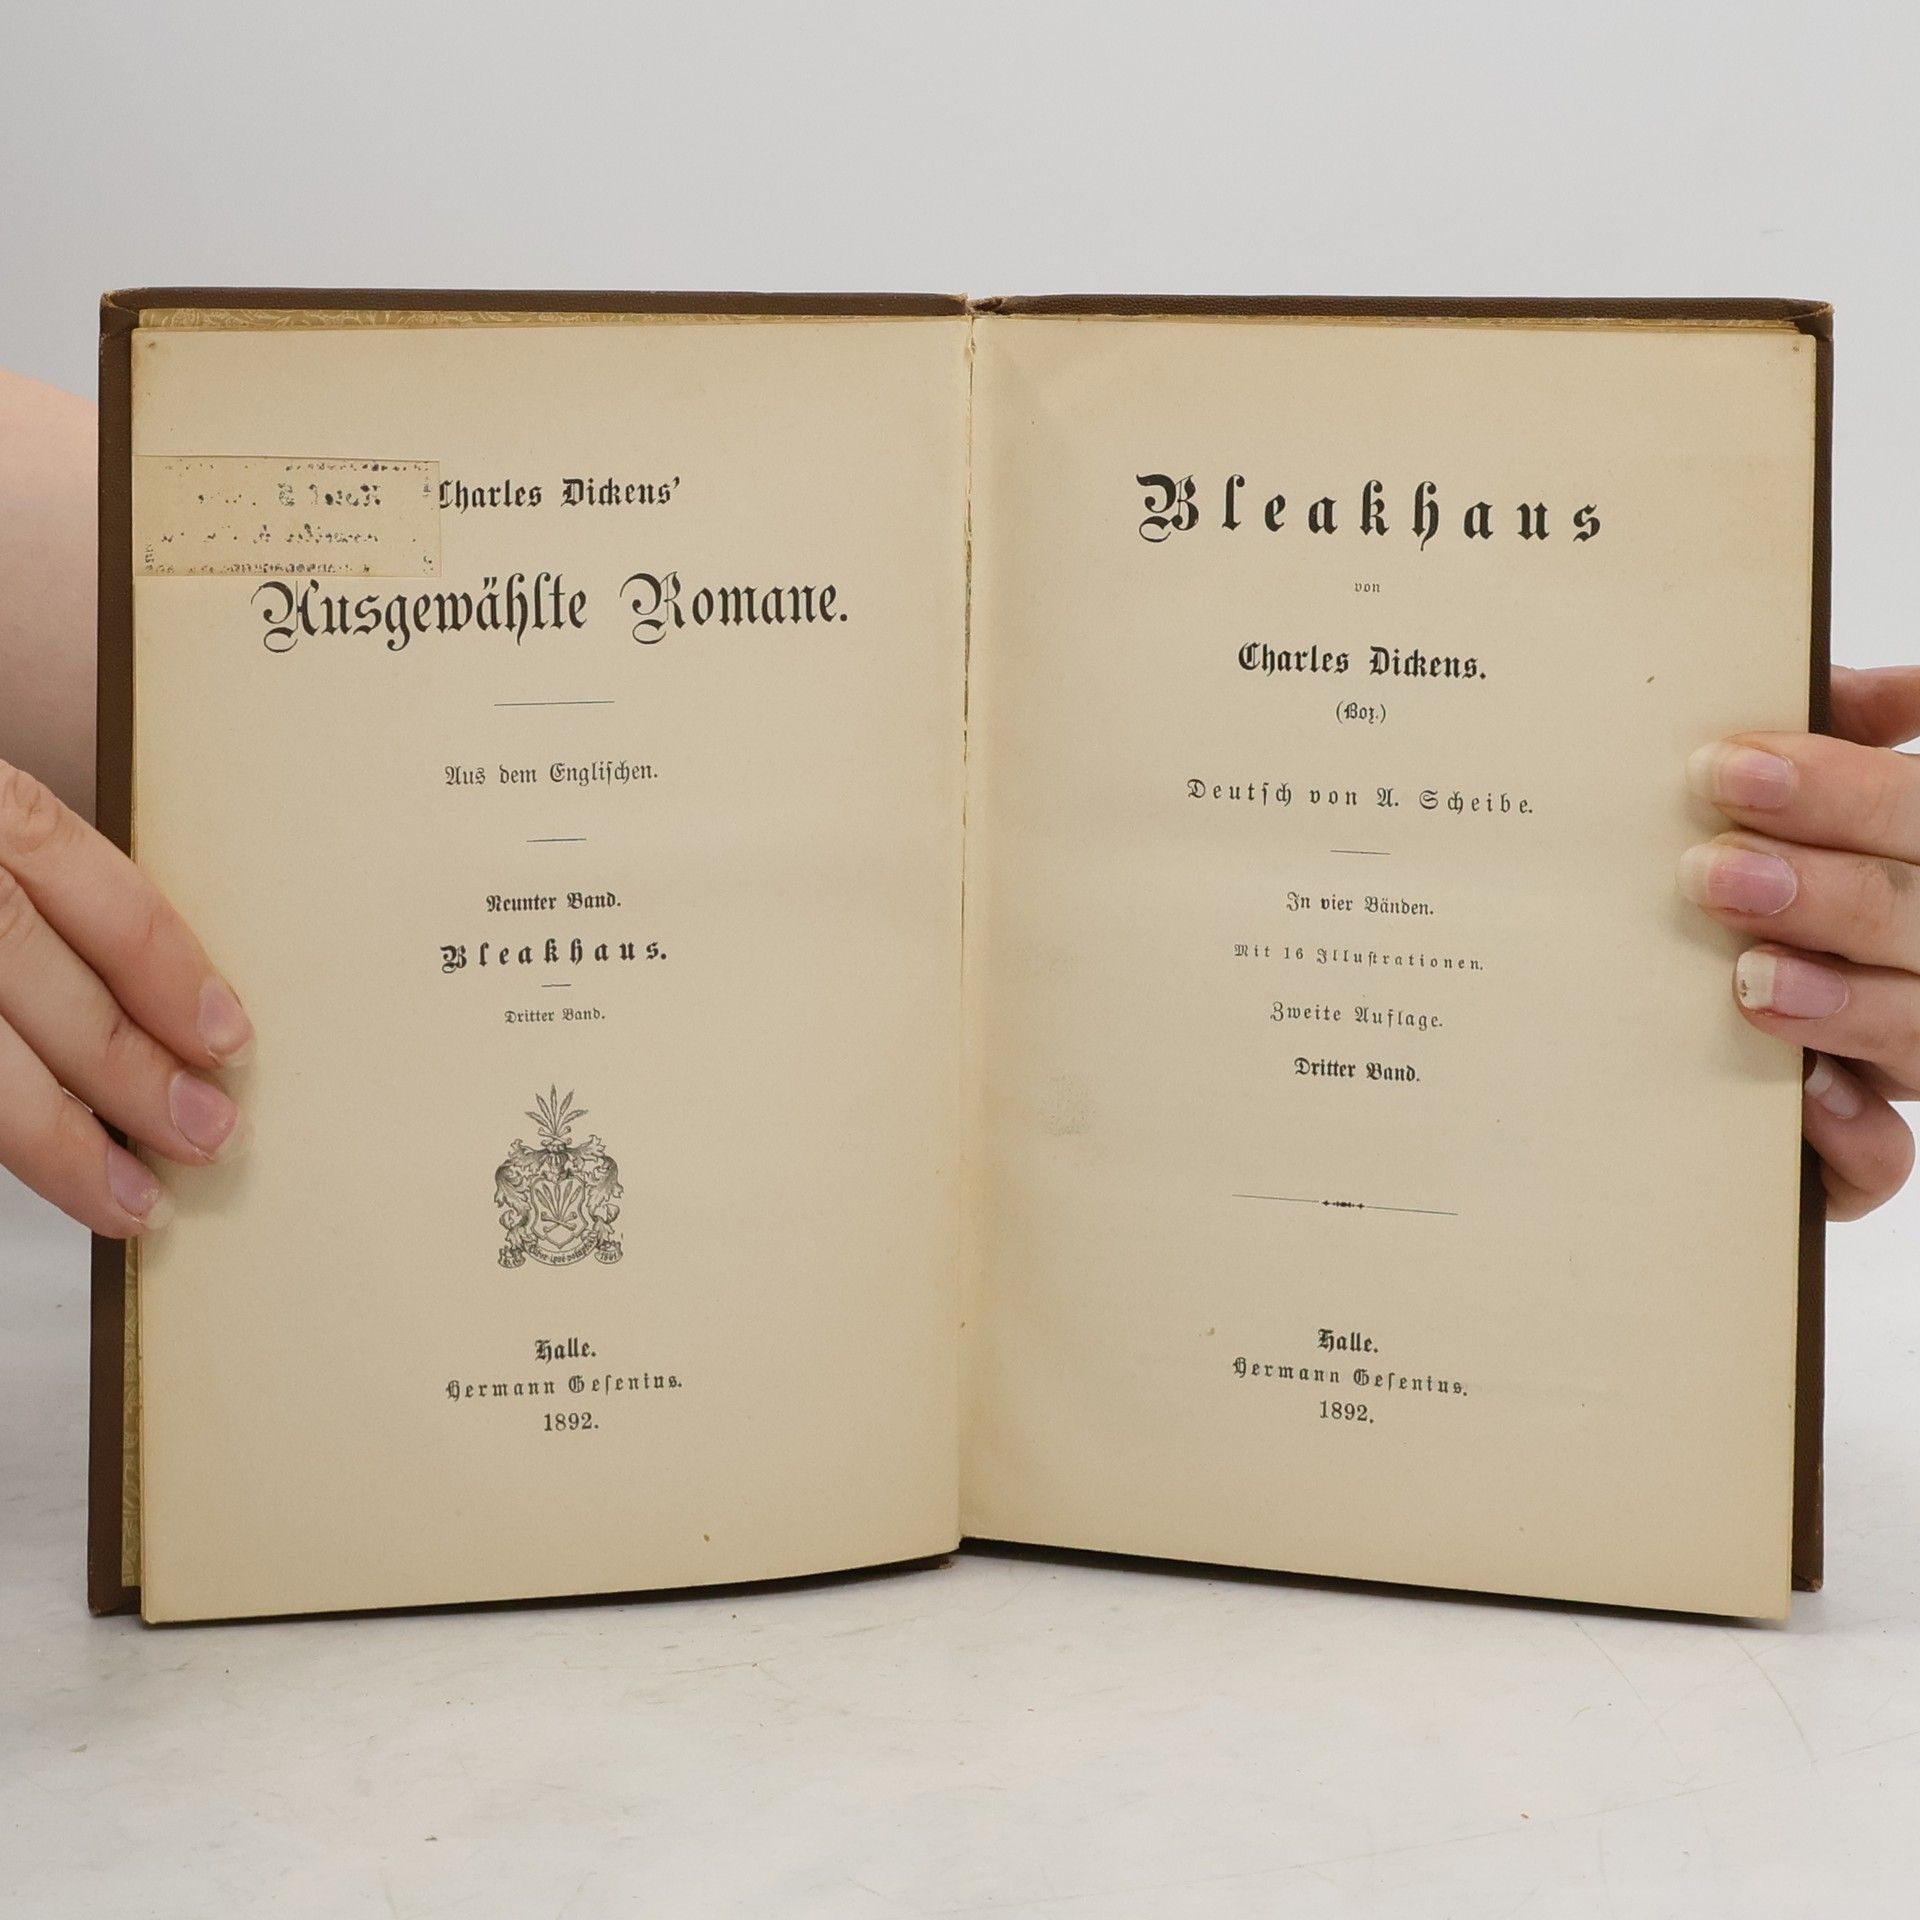 Charles Dickens'
Ausgewählte Romane.
Aus dem Engliſchen.
Neunter Band.
Bleakhaus.
Dritter Band.
Halle.
Hermann Geſenius.
1892.
Bleakhaus
von
Charles Dickens.
(Boz.)
Deutſch von A. Scheibe.
In vier Bänden.
Mit 16 Illuſtrationen.
Zweite Auflage.
Dritter Band.
Halle.
Hermann Geſenius.
1892.